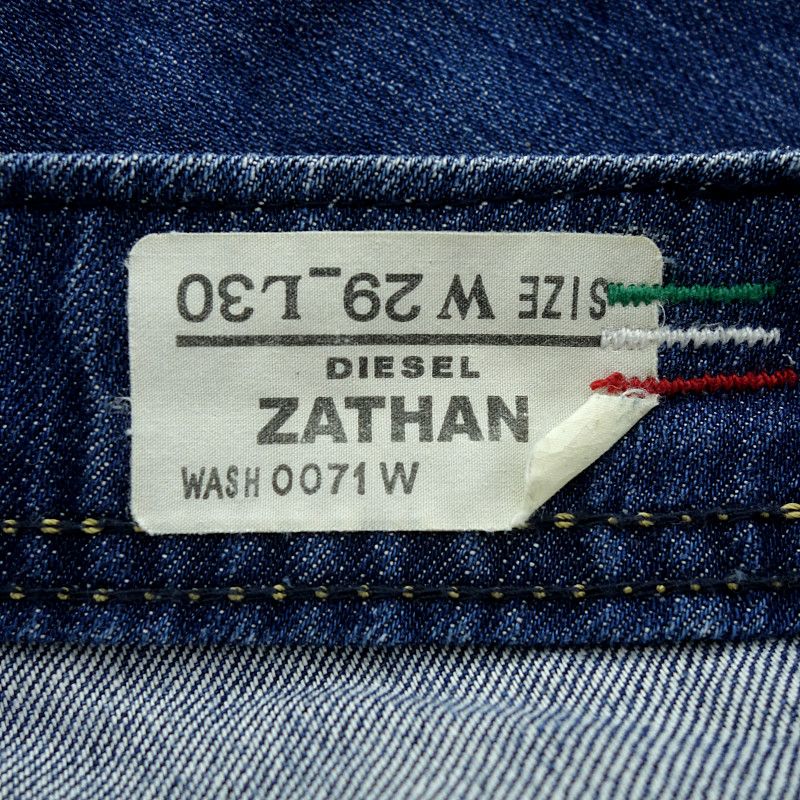 SIZE W 29_L30
DIESEL
ZATHAN
WASH 0071 W